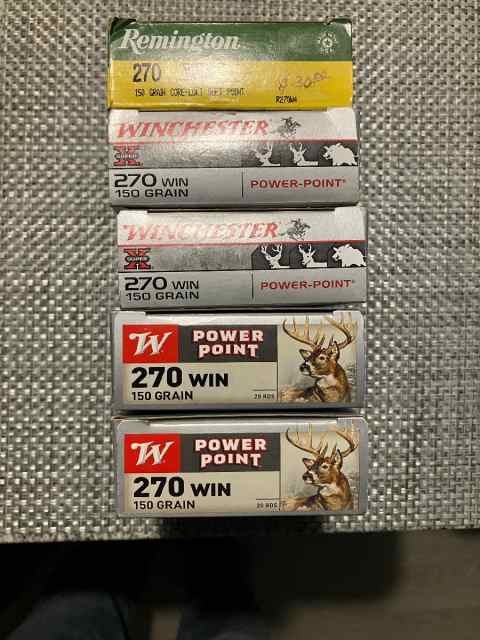 Remington
270
150 GRAIN CORE-LOKT SOFT POINT
R270W4
$ 30.00
WINCHESTER
SUPER X
270 WIN
150 GRAIN
POWER-POINT
WINCHESTER
SUPER X
270 WIN
150 GRAIN
POWER-POINT
W
POWER
POINT
270 WIN
150 GRAIN
20 RDS
W
POWER
POINT
270 WIN
150 GRAIN
20 RDS